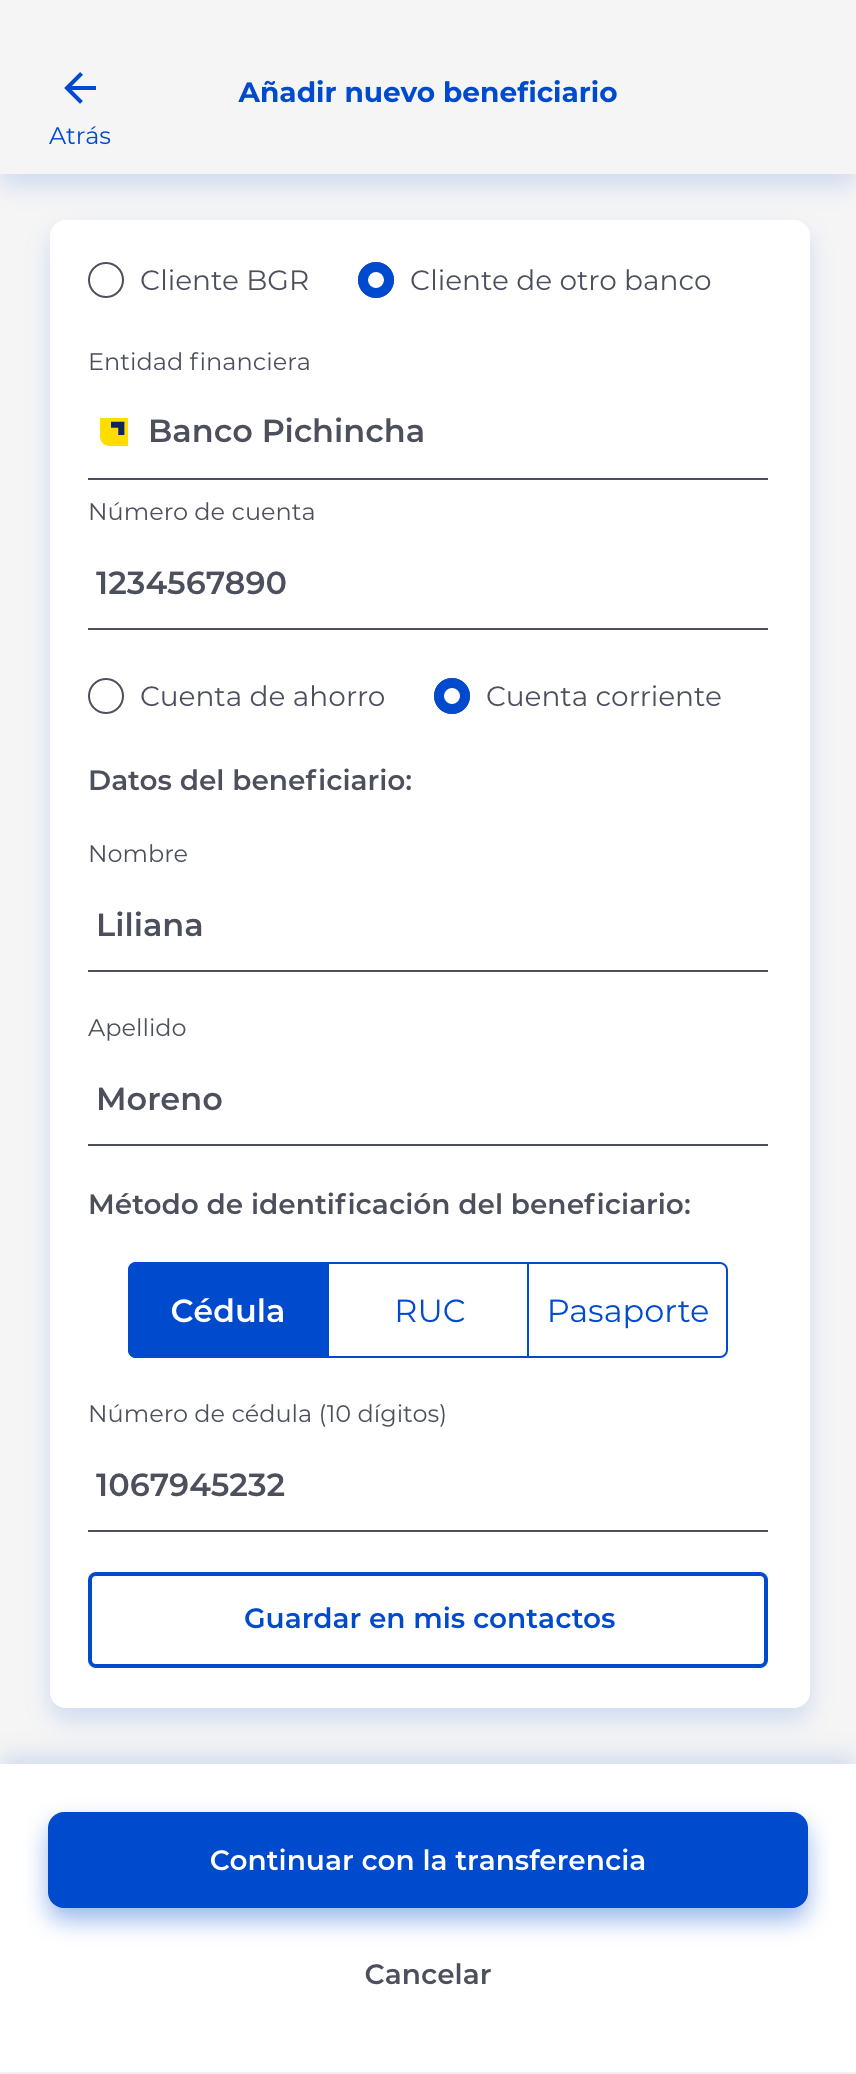 Añadir nuevo beneficiario
Atrás
Cliente BGR Cliente de otro banco
Entidad financiera
Banco Pichincha
Número de cuenta
1234567890
Cuenta de ahorro Cuenta corriente
Datos del beneficiario:
Nombre
Liliana
Apellido
Moreno
Método de identificación del beneficiario:
Cédula RUC Pasaporte
Número de cédula (10 dígitos)
1067945232
Guardar en mis contactos
Continuar con la transferencia
Cancelar